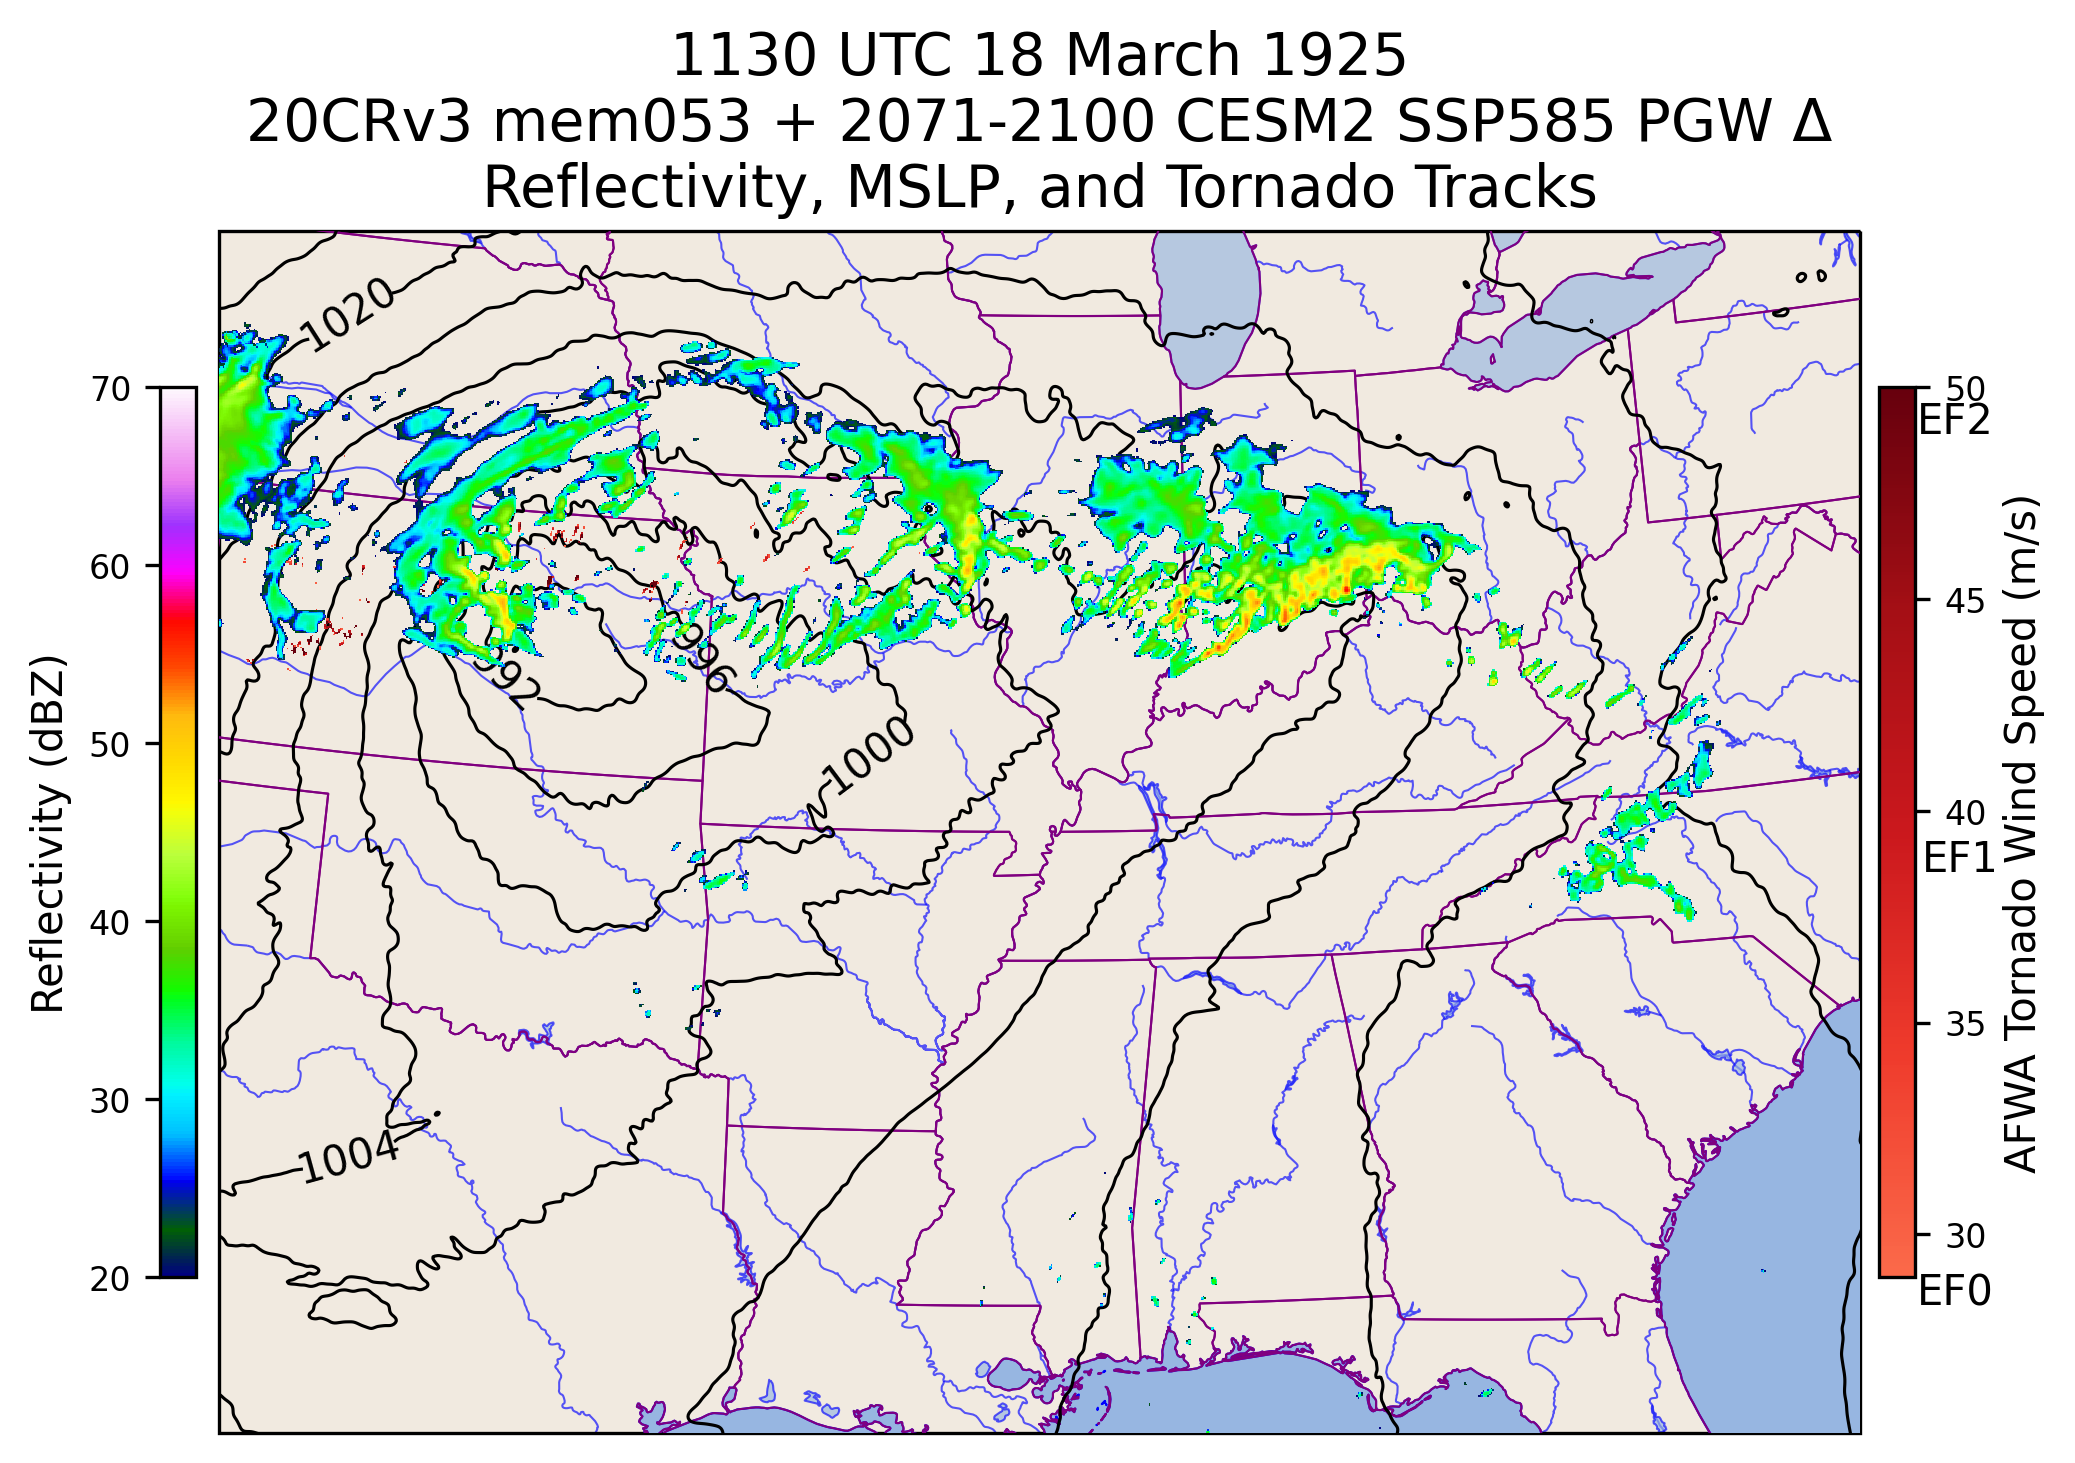 1130 UTC 18 March 1925
20CRv3 mem053 + 2071-2100 CESM2 SSP585 PGW Δ
Reflectivity, MSLP, and Tornado Tracks
Reflectivity (dBZ)
70
60
50
40
30
20
1020
992
996
1000
1004
50
EF2
45
40
EF1
35
30
EF0
AFWA Tornado Wind Speed (m/s)